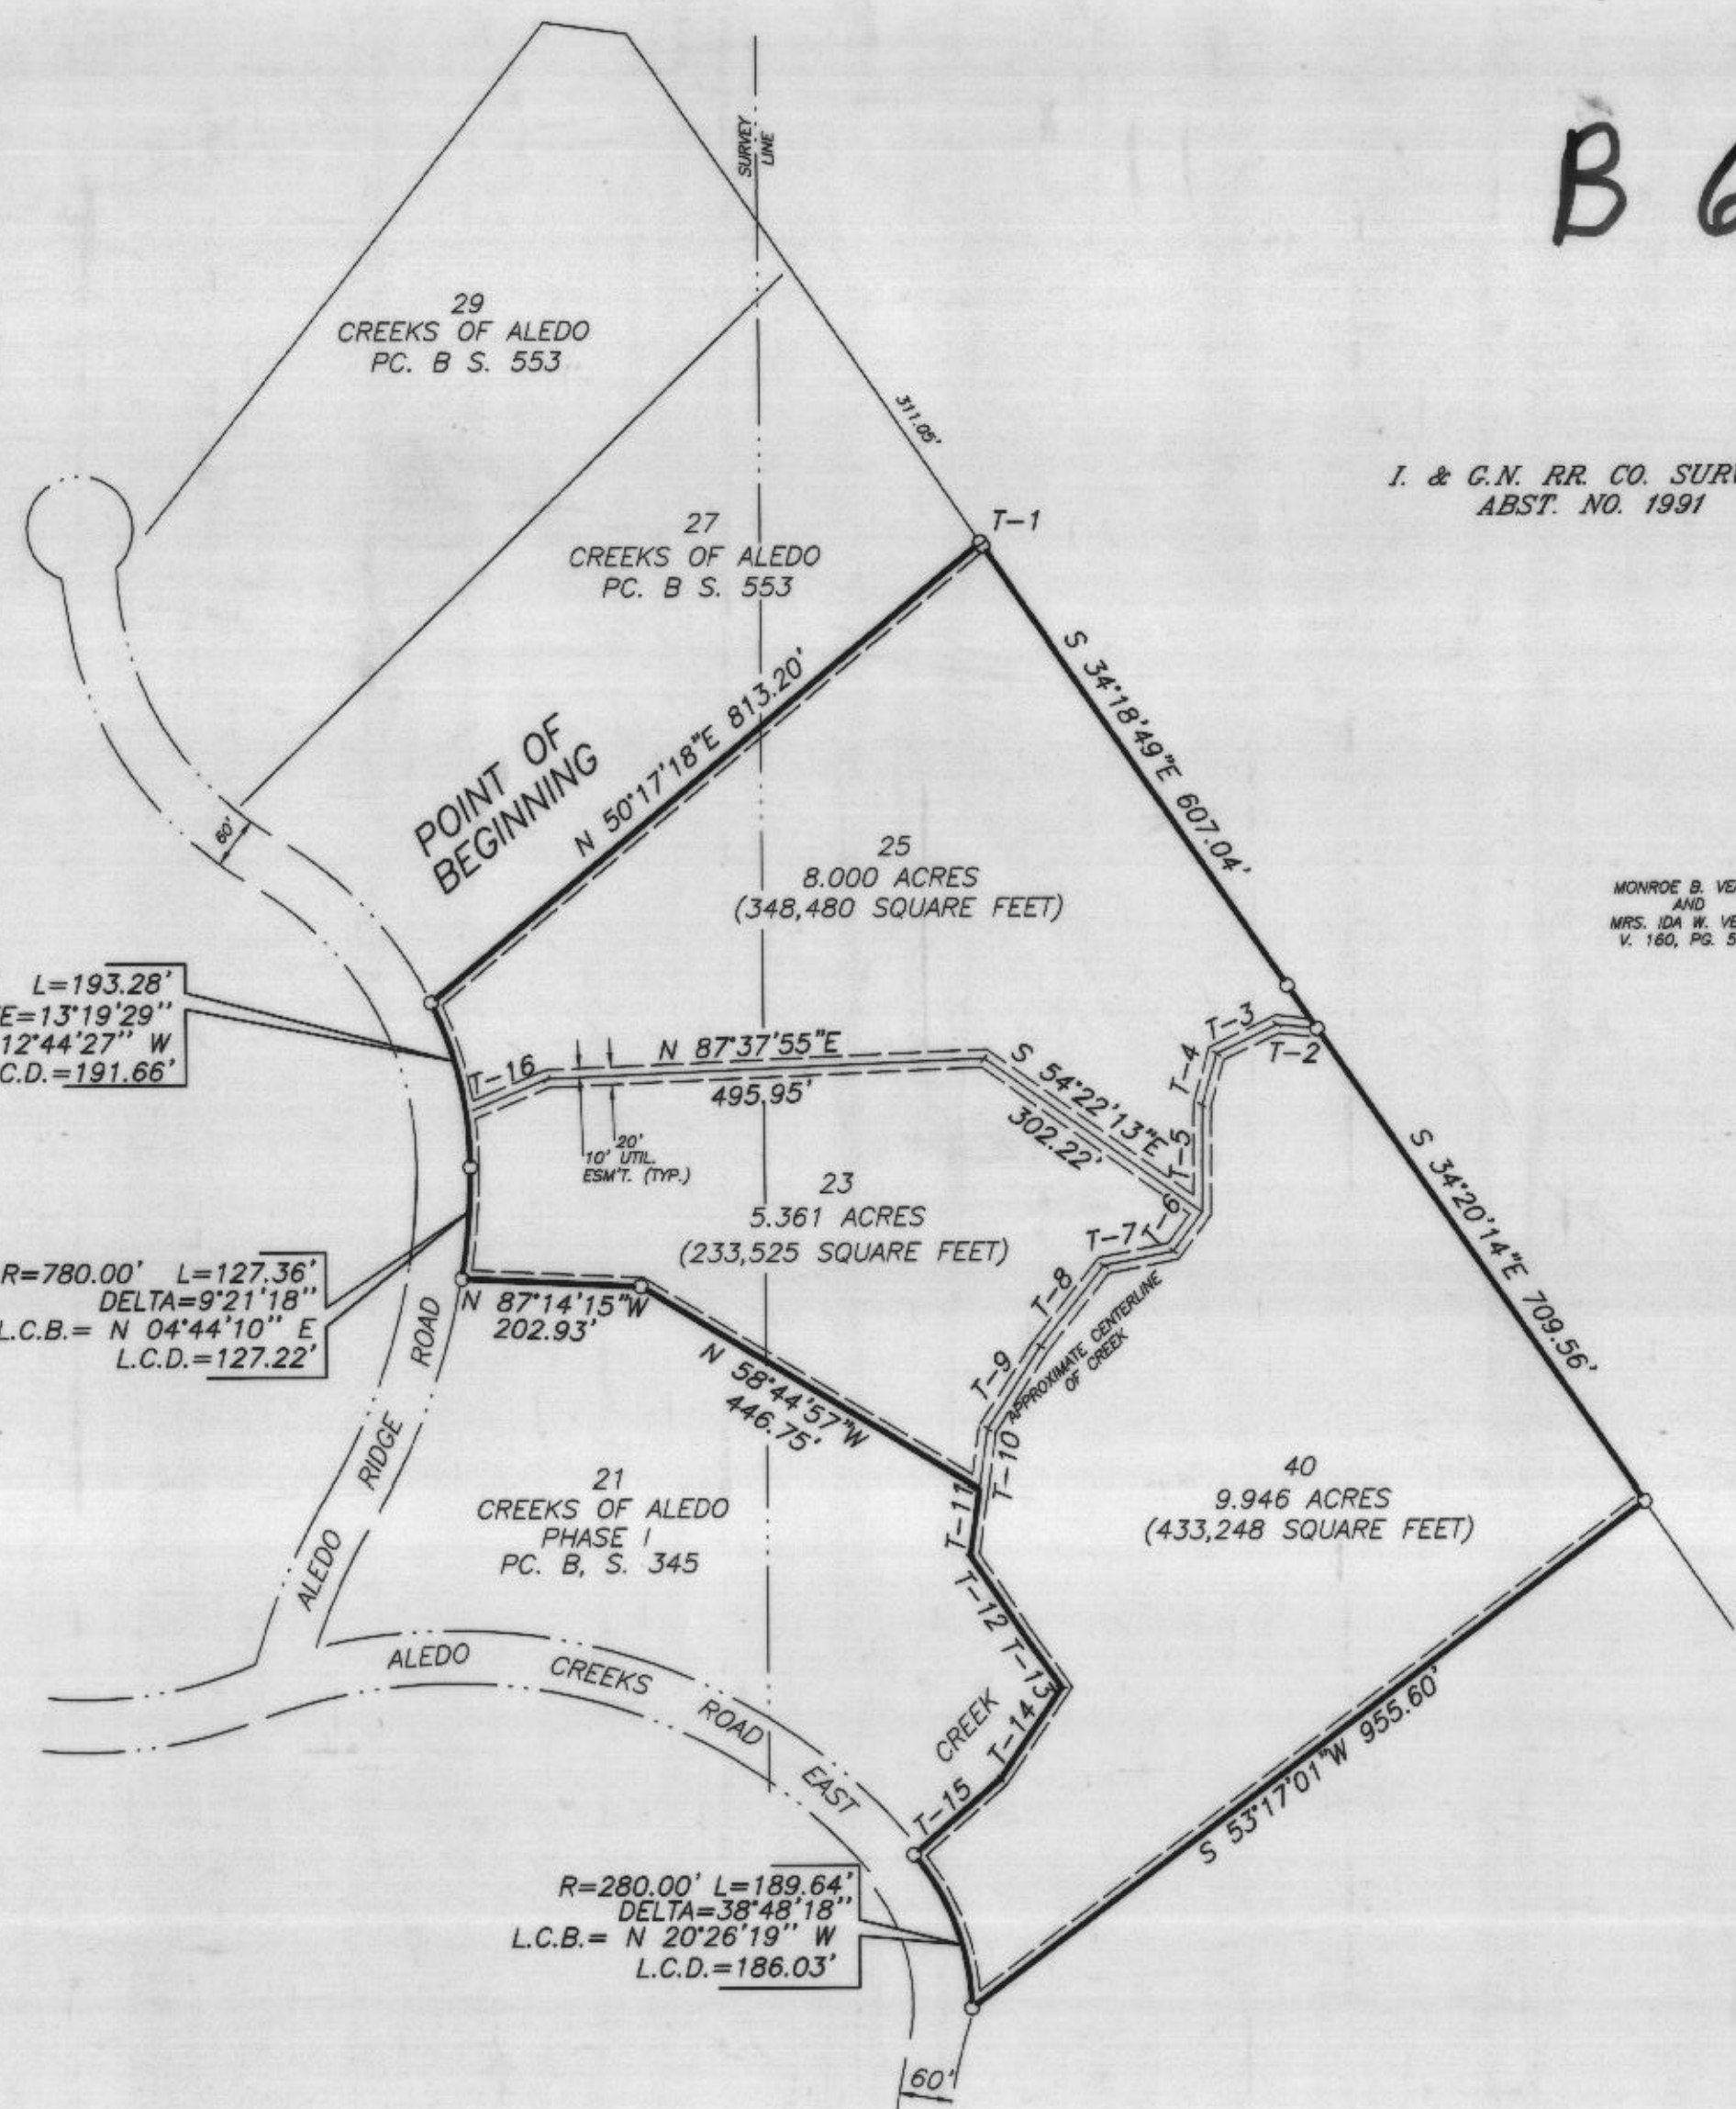 B 6
SURVEY
LINE
29
CREEKS OF ALEDO
PC. B S. 553
311.05'
I. & G.N. RR. CO. SURV
ABST. NO. 1991
T-1
27
CREEKS OF ALEDO
PC. B S. 553
S 34°18'49"E 607.04'
POINT OF
BEGINNING
N 50°17'18"E 813.20'
60'
25
8.000 ACRES
(348,480 SQUARE FEET)
MONROE B. VE
AND
MRS. IDA W. VE
V. 160, PG. 5
L=193.28'
E=13°19'29"
12°44'27" W
C.D.=191.66'
T-16
N 87°37'55"E
495.95'
S 54°22'13"E
302.22'
T-3
T-2
T-4
T-5
T-6
T-7
T-8
T-9
T-10
20'
10' UTIL.
ESM'T. (TYP.)
23
5.361 ACRES
(233,525 SQUARE FEET)
S 34°20'14"E 709.56'
R=780.00' L=127.36'
DELTA=9°21'18"
L.C.B.= N 04°44'10" E
L.C.D.=127.22'
N 87°14'15"W
202.93'
N 58°44'57"W
446.75'
APPROXIMATE CENTERLINE
OF CREEK
ALEDO RIDGE ROAD
21
CREEKS OF ALEDO
PHASE I
PC. B, S. 345
T-11
T-12
T-13
T-14
T-15
CREEK
40
9.946 ACRES
(433,248 SQUARE FEET)
ALEDO CREEKS ROAD EAST
S 53°17'01"W 955.60'
R=280.00' L=189.64'
DELTA=38°48'18"
L.C.B.= N 20°26'19" W
L.C.D.=186.03'
60'